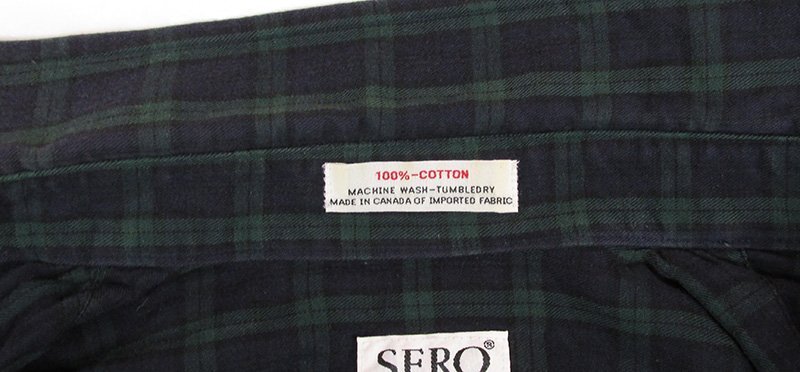 100%-COTTON
MACHINE WASH-TUMBLEDRY
MADE IN CANADA OF IMPORTED FABRIC
SERO®